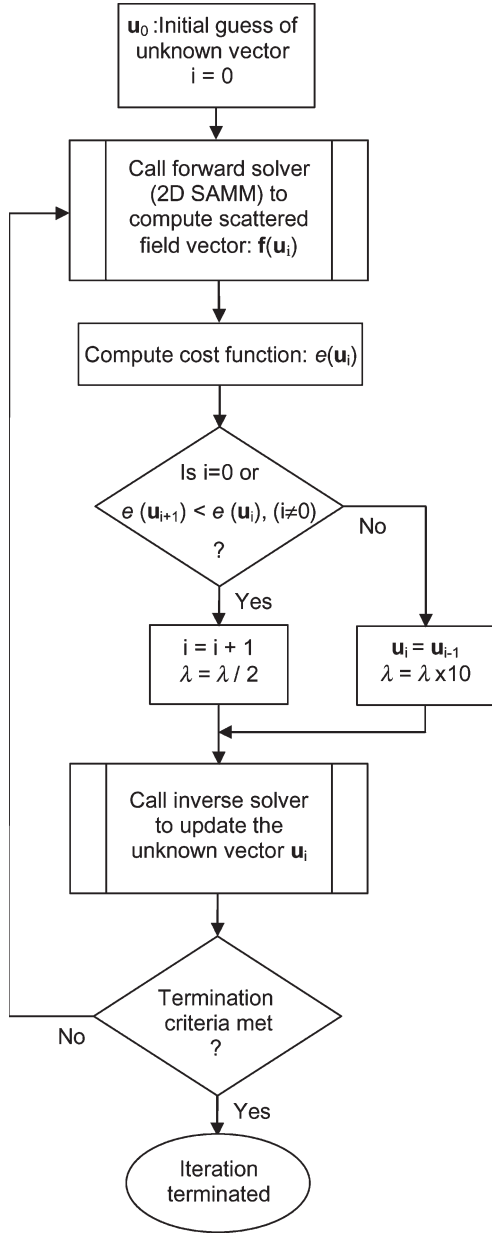 u₀ :Initial guess of
unknown vector
i = 0
Call forward solver
(2D SAMM) to
compute scattered
field vector: f(uᵢ)
Compute cost function: e(uᵢ)
Is i=0 or
e (uᵢ₊₁) < e (uᵢ), (i≠0)
?
No
Yes
i = i + 1
λ = λ / 2
uᵢ = uᵢ₋₁
λ = λ x10
Call inverse solver
to update the
unknown vector uᵢ
Termination
criteria met
?
No
Yes
Iteration
terminated